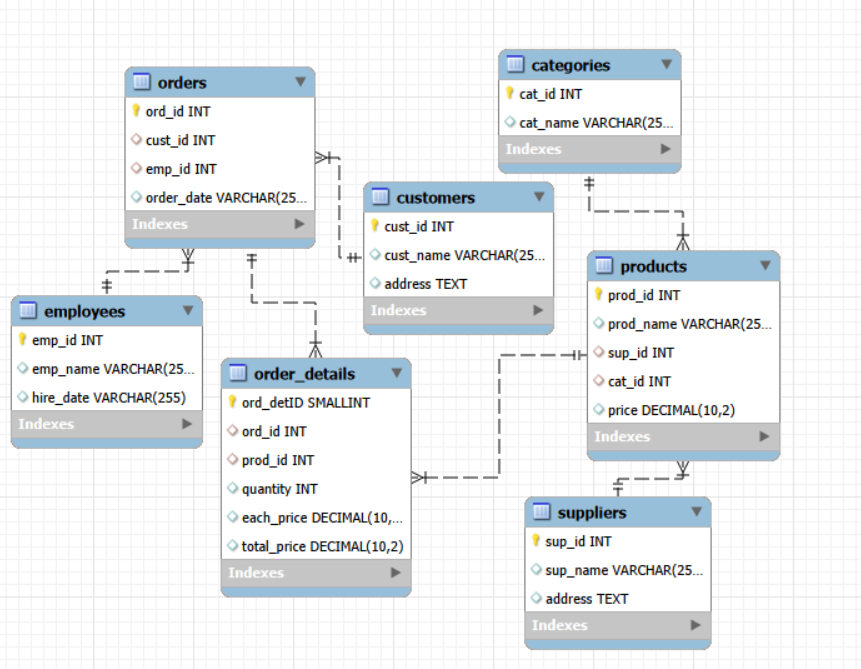 orders
ord_id INT
cust_id INT
emp_id INT
order_date VARCHAR(25...
Indexes
categories
cat_id INT
cat_name VARCHAR(25...
Indexes
customers
cust_id INT
cust_name VARCHAR(25...
address TEXT
Indexes
products
prod_id INT
prod_name VARCHAR(25...
sup_id INT
cat_id INT
price DECIMAL(10,2)
Indexes
employees
emp_id INT
emp_name VARCHAR(25...
hire_date VARCHAR(255)
Indexes
order_details
ord_detID SMALLINT
ord_id INT
prod_id INT
quantity INT
each_price DECIMAL(10,...
total_price DECIMAL(10,2)
Indexes
suppliers
sup_id INT
sup_name VARCHAR(25...
address TEXT
Indexes